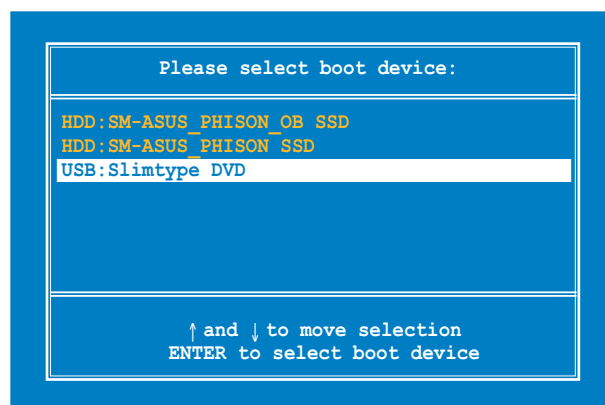 Please select boot device:
HDD:SM-ASUS_PHISON_OB SSD
HDD:SM-ASUS_PHISON SSD
USB:Slimtype DVD
↑ and ↓ to move selection
ENTER to select boot device